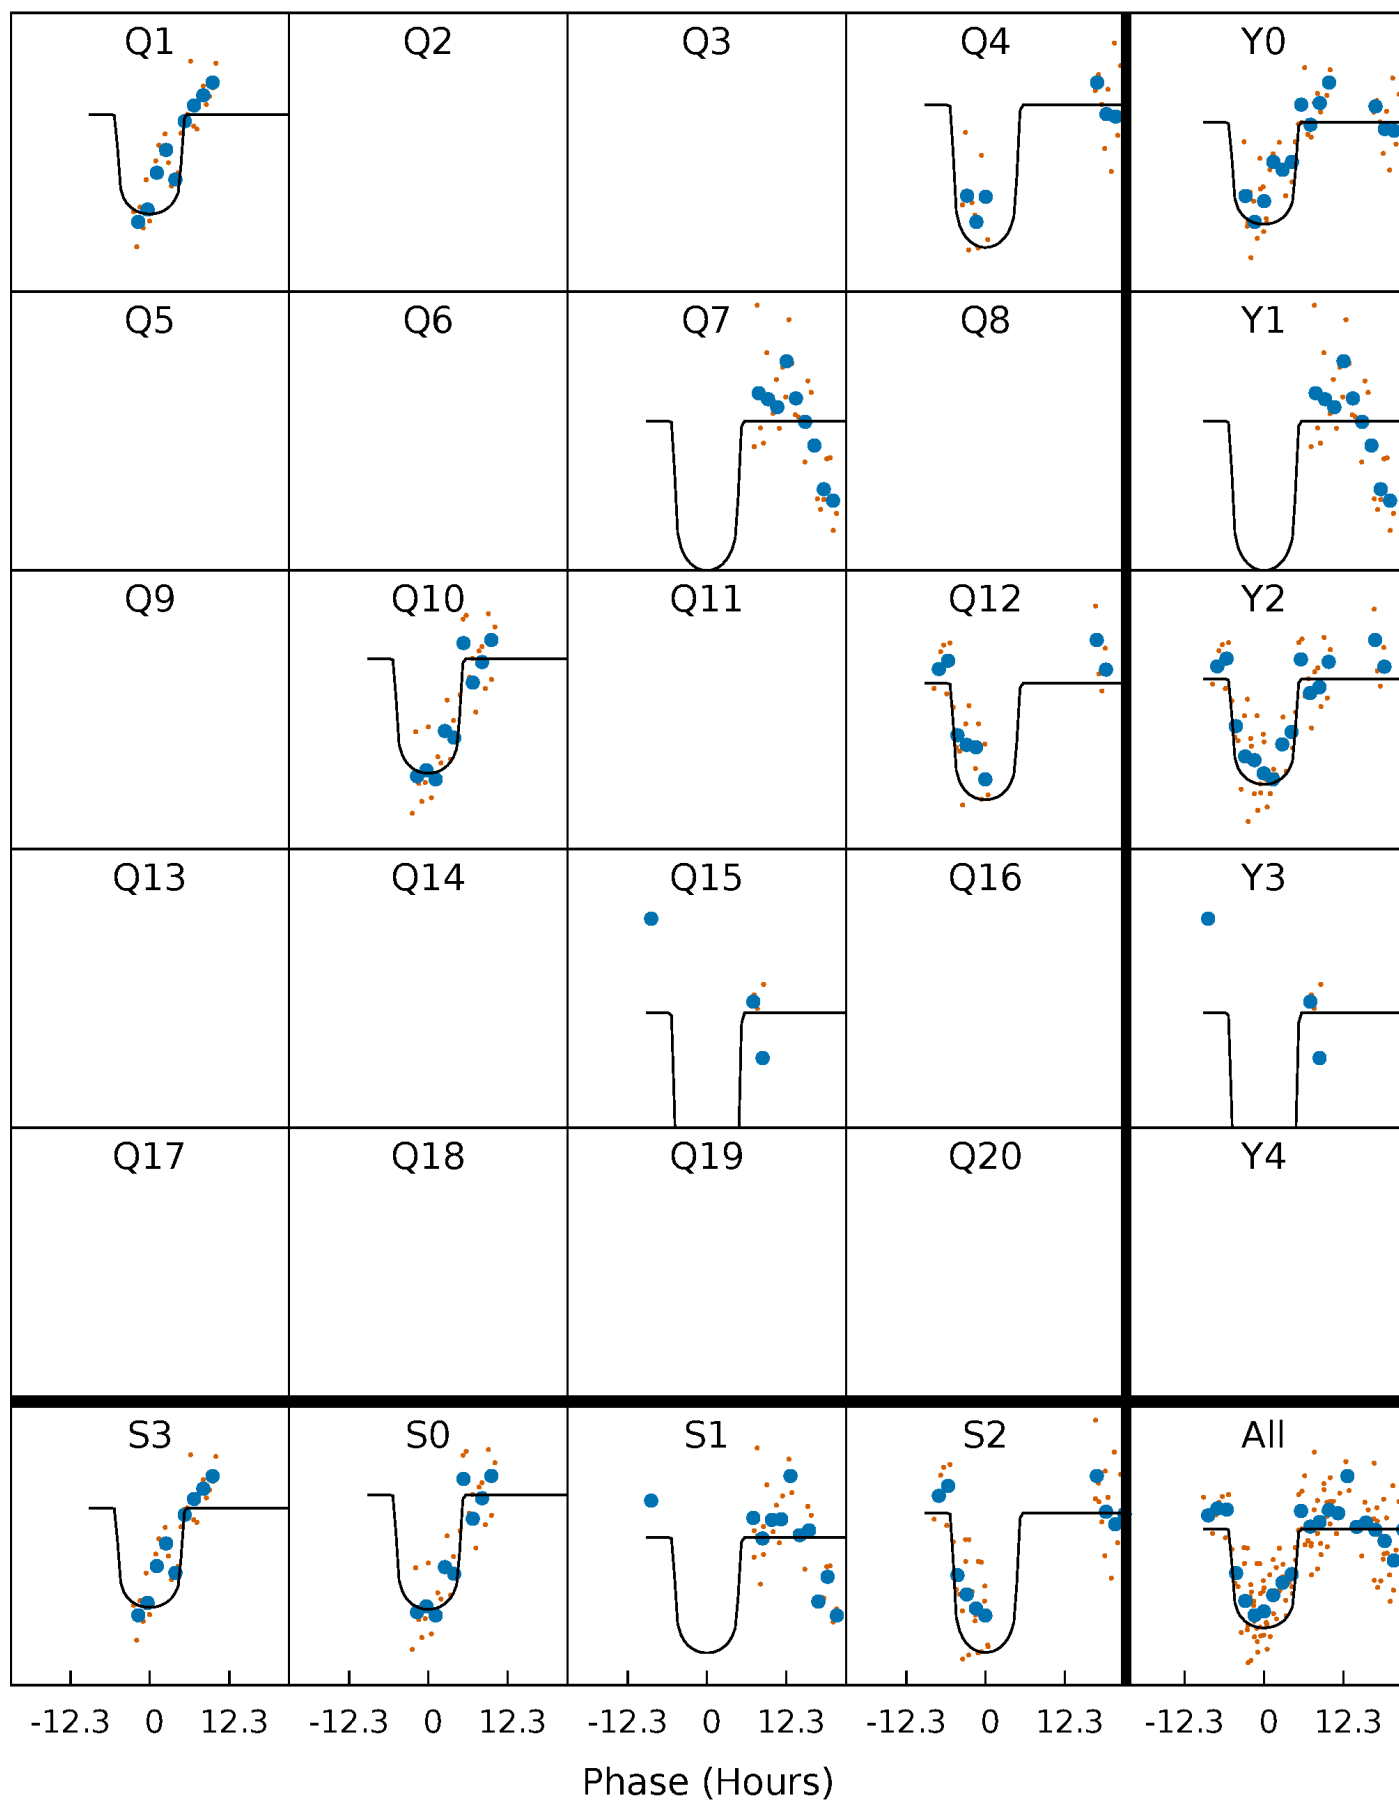 Q1 Q2 Q3 Q4 Y0
Q5 Q6 Q7 Q8 Y1
Q9 Q10 Q11 Q12 Y2
Q13 Q14 Q15 Q16 Y3
Q17 Q18 Q19 Q20 Y4
S3 S0 S1 S2 All
-12.3 0 12.3 -12.3 0 12.3 -12.3 0 12.3 -12.3 0 12.3 -12.3 0 12.3
Phase (Hours)